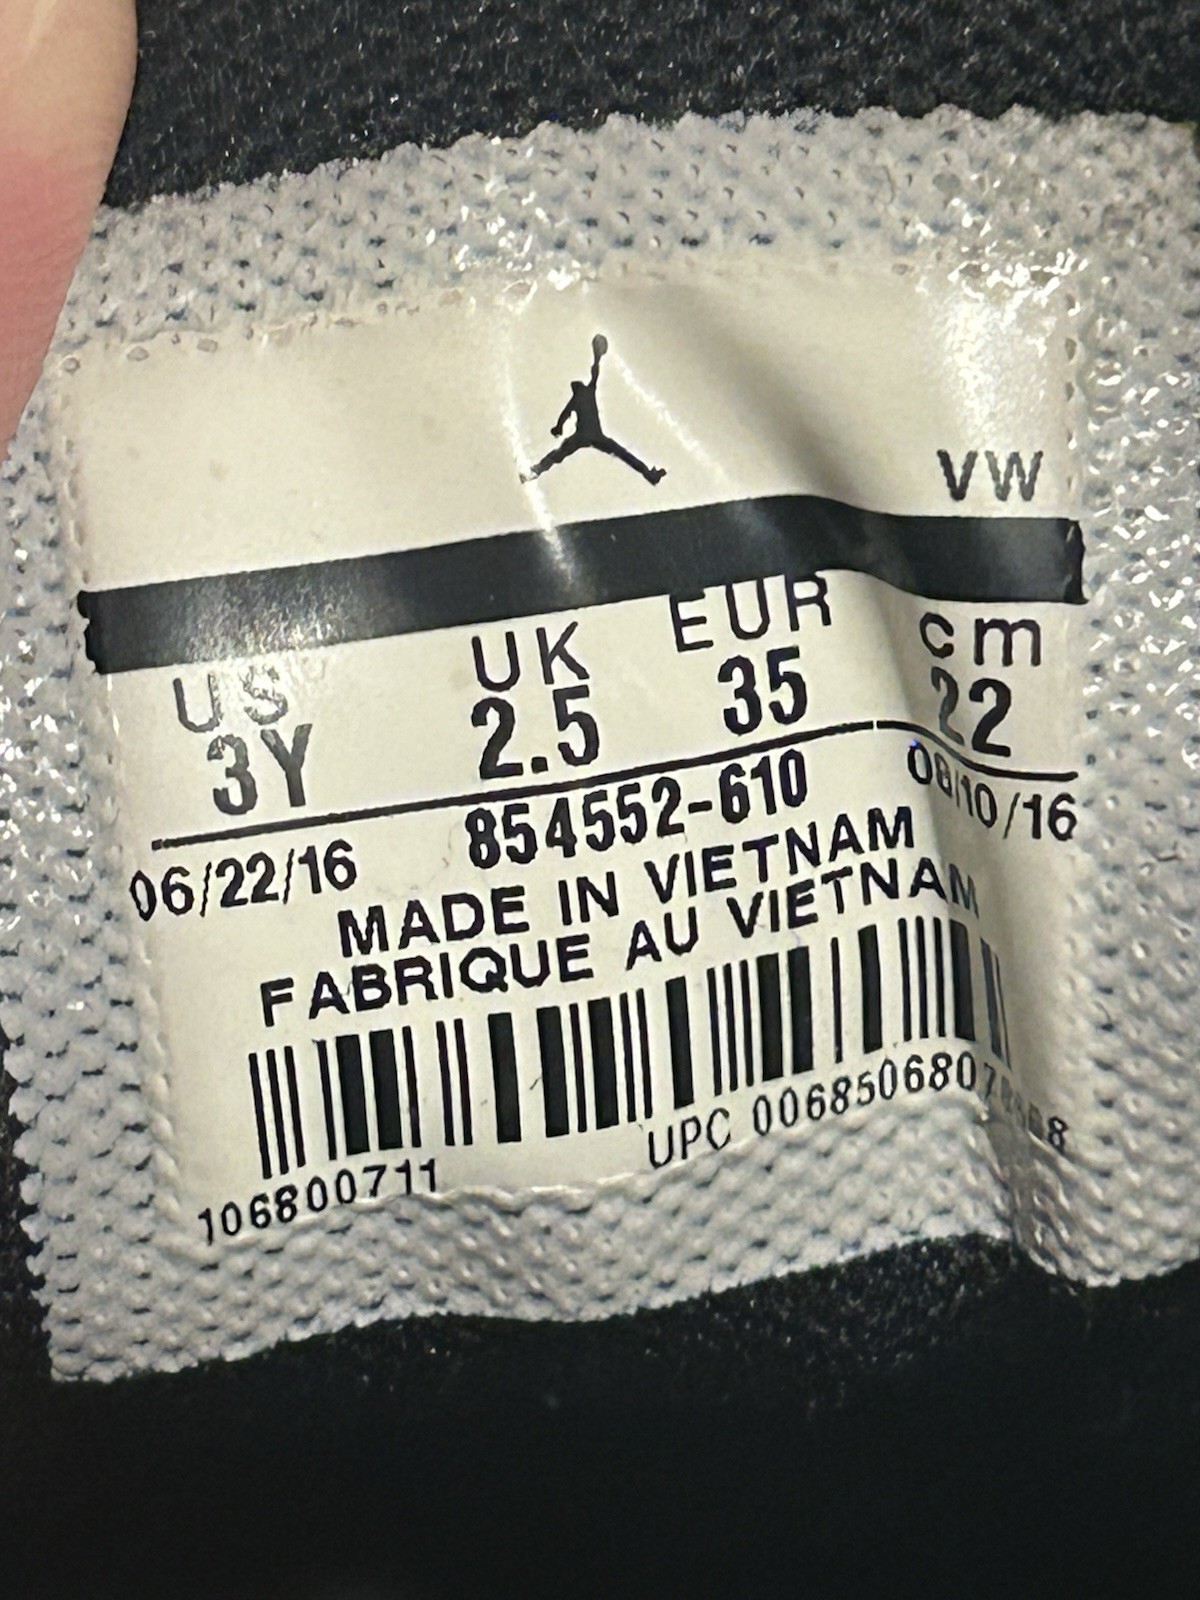 VW
US UK EUR cm
3Y 2.5 35 22
06/22/16 854552-610 /10/16
MADE IN VIETNAM
FABRIQUE AU VIETNAM
106800711 UPC